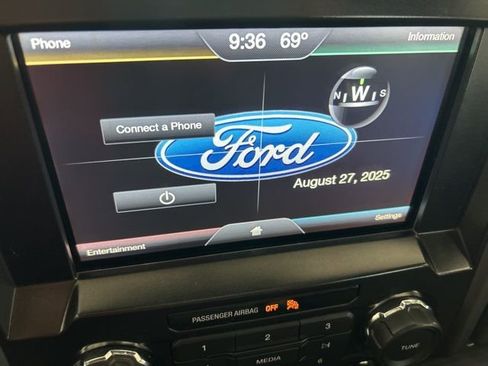 Phone
9:36 69°
Information
N W S
Connect a Phone
Ford
August 27, 2025
Entertainment
Settings
PASSENGER AIRBAG OFF
1 2 3
MEDIA
6
TUNE